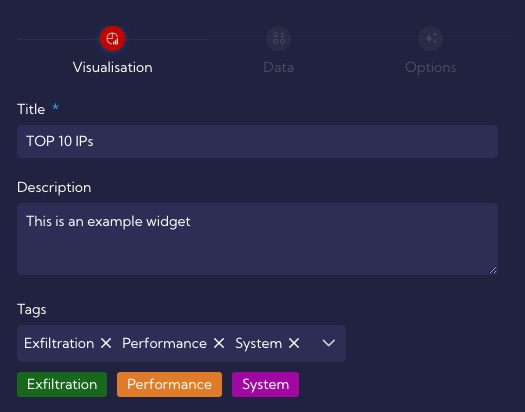 Visualisation Data Options
Title *
TOP 10 IPs
Description
This is an example widget
Tags
Exfiltration × Performance × System ×
Exfiltration Performance System